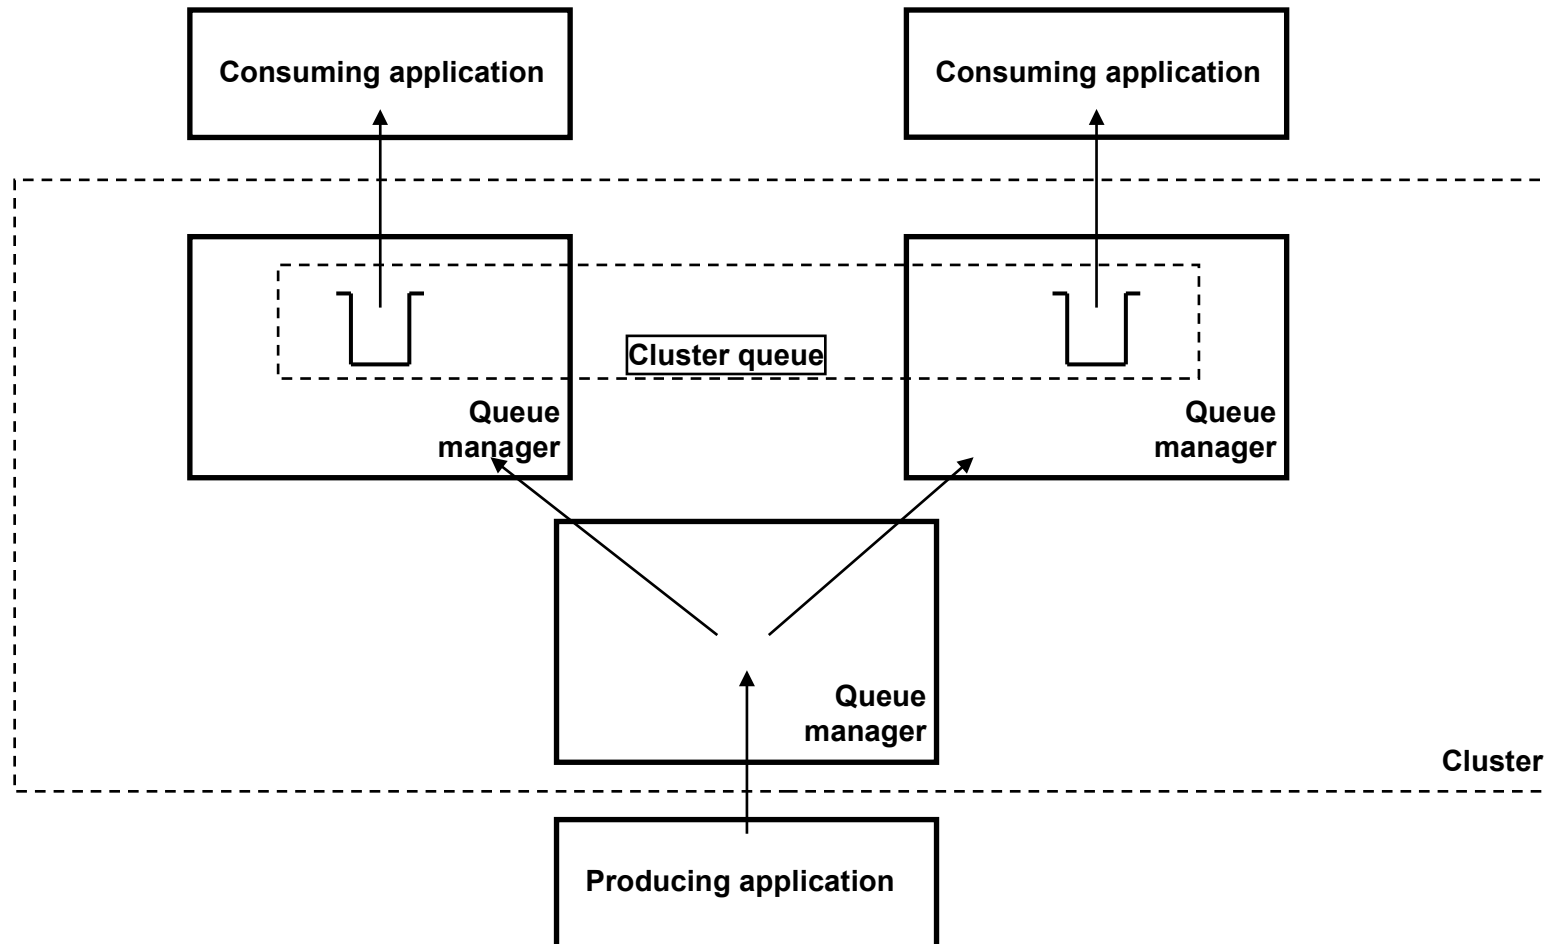 Consuming application
Consuming application
Cluster queue
Queue
manager
Queue
manager
Queue
manager
Cluster
Producing application